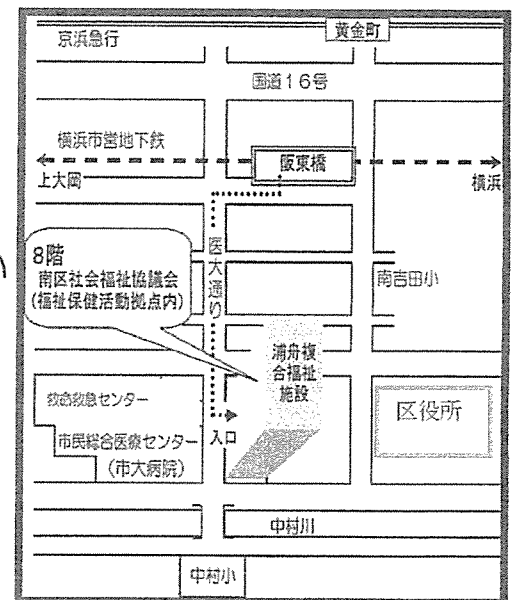 黄金町
京浜急行
国道16号
横浜市営地下鉄
阪東橋
上大岡
横浜
医大通り
8階
南区社会福祉協議会
(福祉保健活動拠点内)
南吉田小
浦舟複
合福祉
施設
救命救急センター
区役所
市民総合医療センター
(市大病院)
入口
中村川
中村小